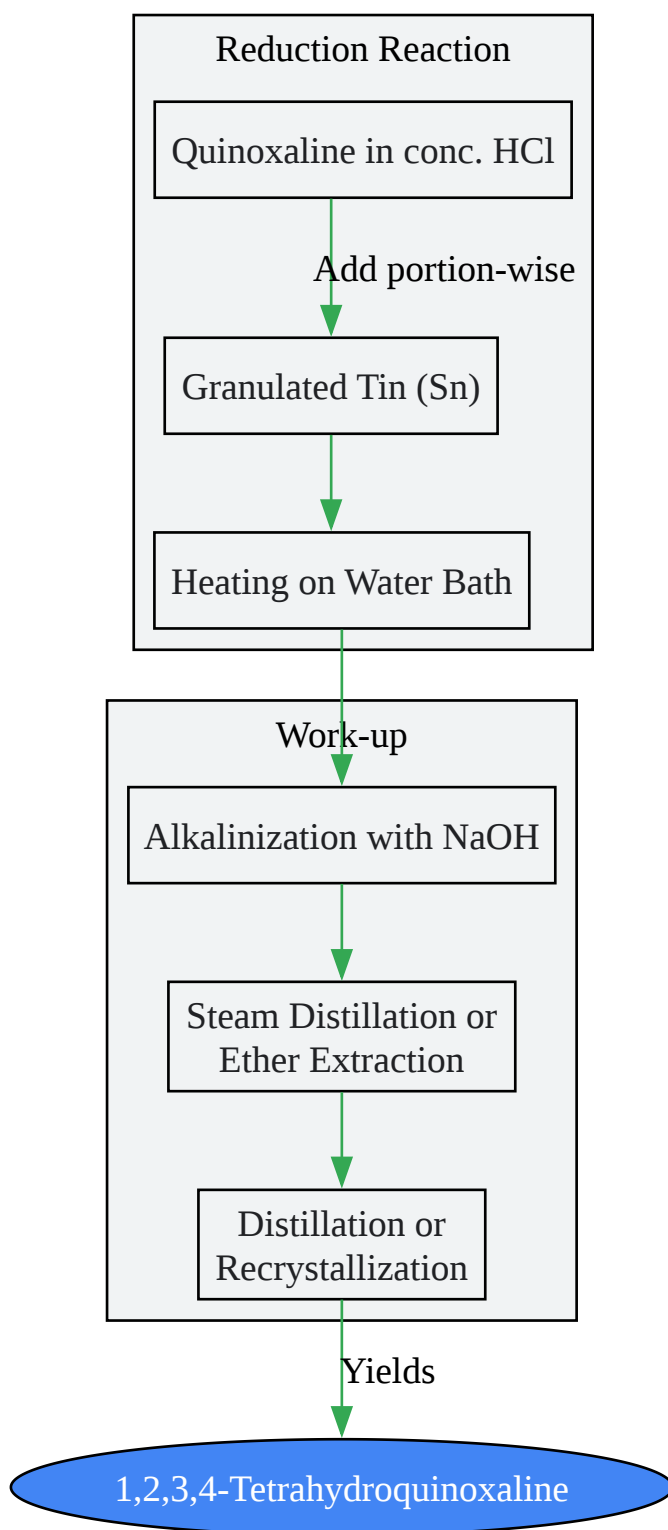 Reduction Reaction
Quinoxaline in conc. HCl
Add portion-wise
Granulated Tin (Sn)
Heating on Water Bath
Work-up
Alkalinization with NaOH
Steam Distillation or
Ether Extraction
Distillation or
Recrystallization
Yields
1,2,3,4-Tetrahydroquinoxaline